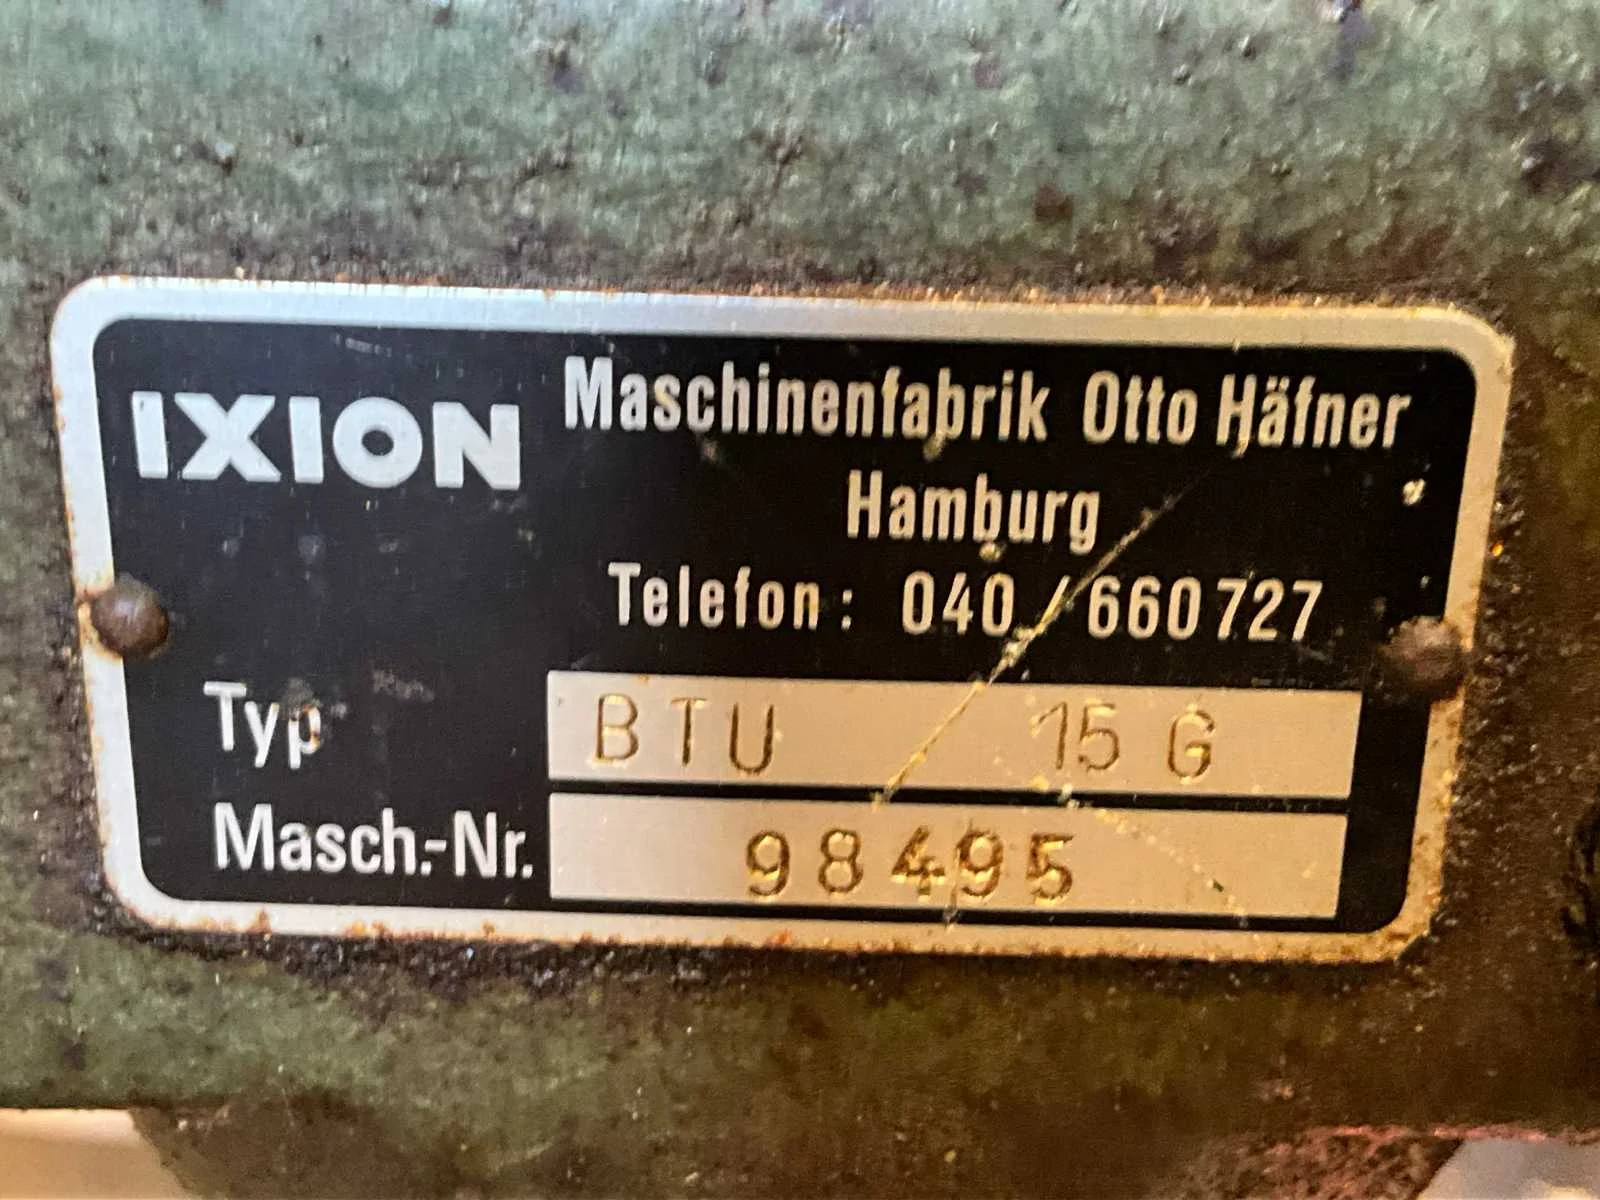 IXION
Maschinenfabrik Otto Häfner
Hamburg
Telefon: 040/660727
Typ BTU 15 G
Masch.-Nr. 98495